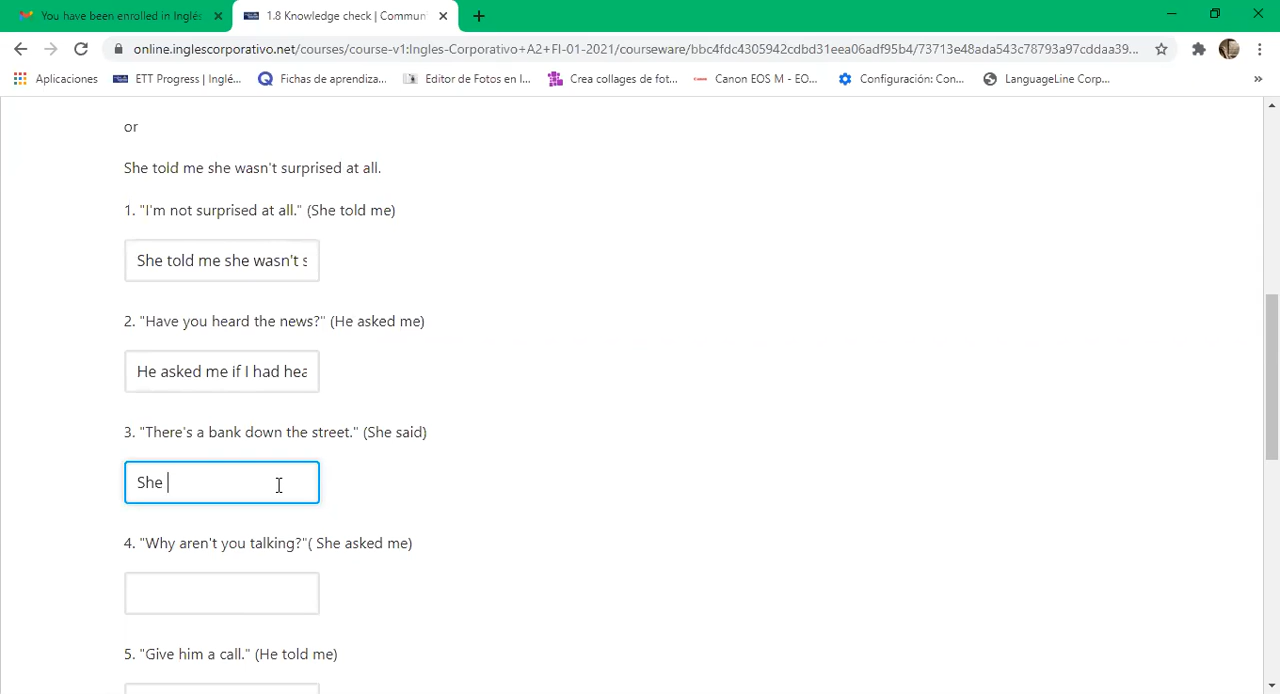 You have been enrolled in Inglés
1.8 Knowledge check | Commun
online.inglescorporativo.net/courses/course-v1:Ingles-Corporativo+A2+FI-01-2021/courseware/bbc4fdc4305942cdbd31eea06adf95b4/73713e48ada543c78793a97cddaa39...
Aplicaciones
ETT Progress | Inglé...
Fichas de aprendiza...
Editor de Fotos en l...
Crea collages de fot...
Canon EOS M - EO...
Configuración: Con...
LanguageLine Corp...
»
or
She told me she wasn't surprised at all.
1. "I'm not surprised at all." (She told me)
She told me she wasn't s
2. "Have you heard the news?" (He asked me)
He asked me if I had hea
3. "There's a bank down the street." (She said)
She
4. "Why aren't you talking?"( She asked me)
5. "Give him a call." (He told me)